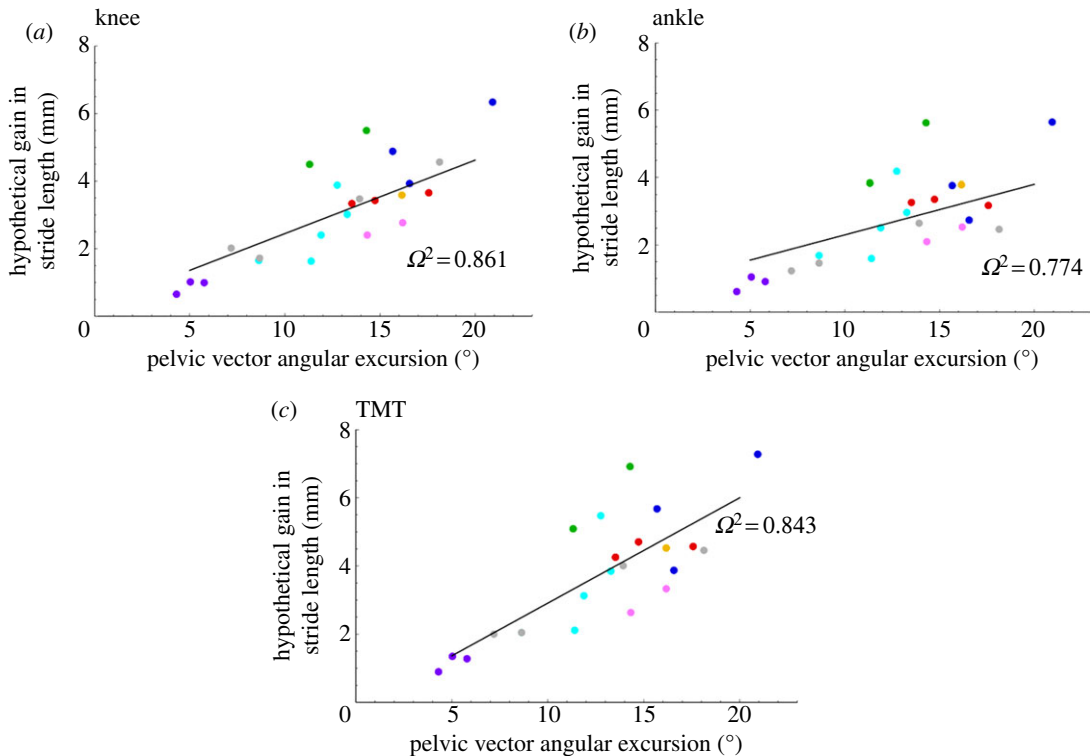 (a) knee
8
6
4
2
0
5 10 15 20
hypothetical gain in
stride length (mm)
Ω² = 0.861
pelvic vector angular excursion (°)
(b) ankle
8
6
4
2
0
5 10 15 20
hypothetical gain in
stride length (mm)
Ω² = 0.774
pelvic vector angular excursion (°)
(c) TMT
8
6
4
2
0
5 10 15 20
hypothetical gain in
stride length (mm)
Ω² = 0.843
pelvic vector angular excursion (°)